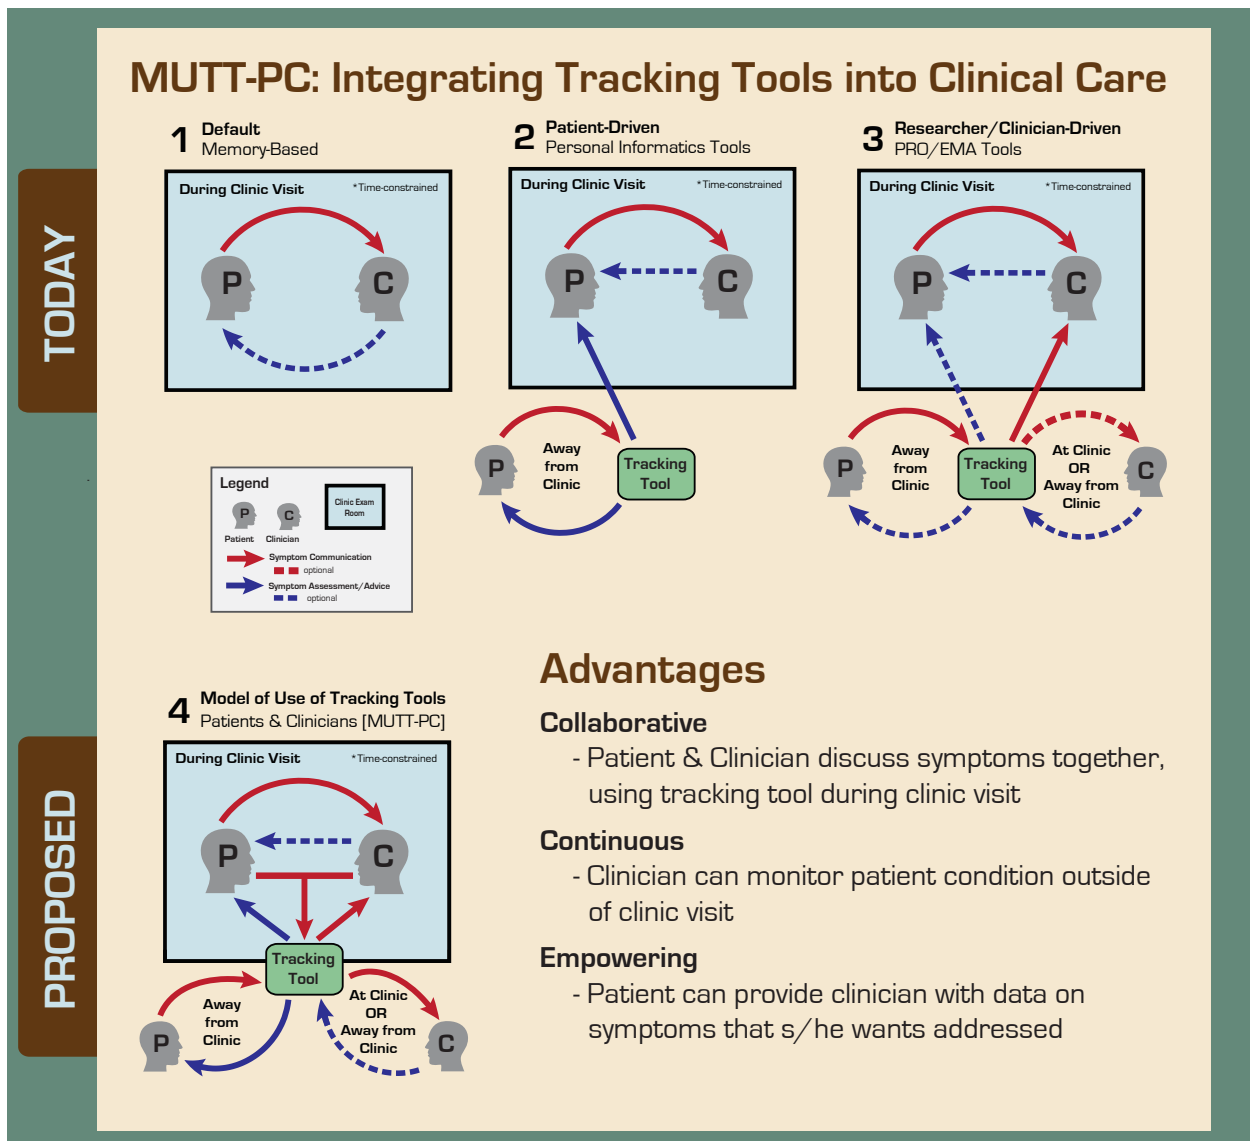 MUTT-PC: Integrating Tracking Tools into Clinical Care
TODAY
1 Default
Memory-Based
During Clinic Visit *Time-constrained
P
C
2 Patient-Driven
Personal Informatics Tools
During Clinic Visit *Time-constrained
P
C
P
Away
from
Clinic
Tracking
Tool
3 Researcher/Clinician-Driven
PRO/EMA Tools
During Clinic Visit *Time-constrained
P
C
P
Away
from
Clinic
Tracking
Tool
At Clinic
OR
Away from
Clinic
C
Legend
P
C
Clinic Exam
Room
Patient
Clinician
Symptom Communication
optional
Symptom Assessment/Advice
optional
PROPOSED
4 Model of Use of Tracking Tools
Patients & Clinicians [MUTT-PC]
During Clinic Visit *Time-constrained
P
C
Tracking
Tool
P
Away
from
Clinic
At Clinic
OR
Away from
Clinic
C
Advantages
Collaborative
- Patient & Clinician discuss symptoms together,
using tracking tool during clinic visit
Continuous
- Clinician can monitor patient condition outside
of clinic visit
Empowering
- Patient can provide clinician with data on
symptoms that s/he wants addressed